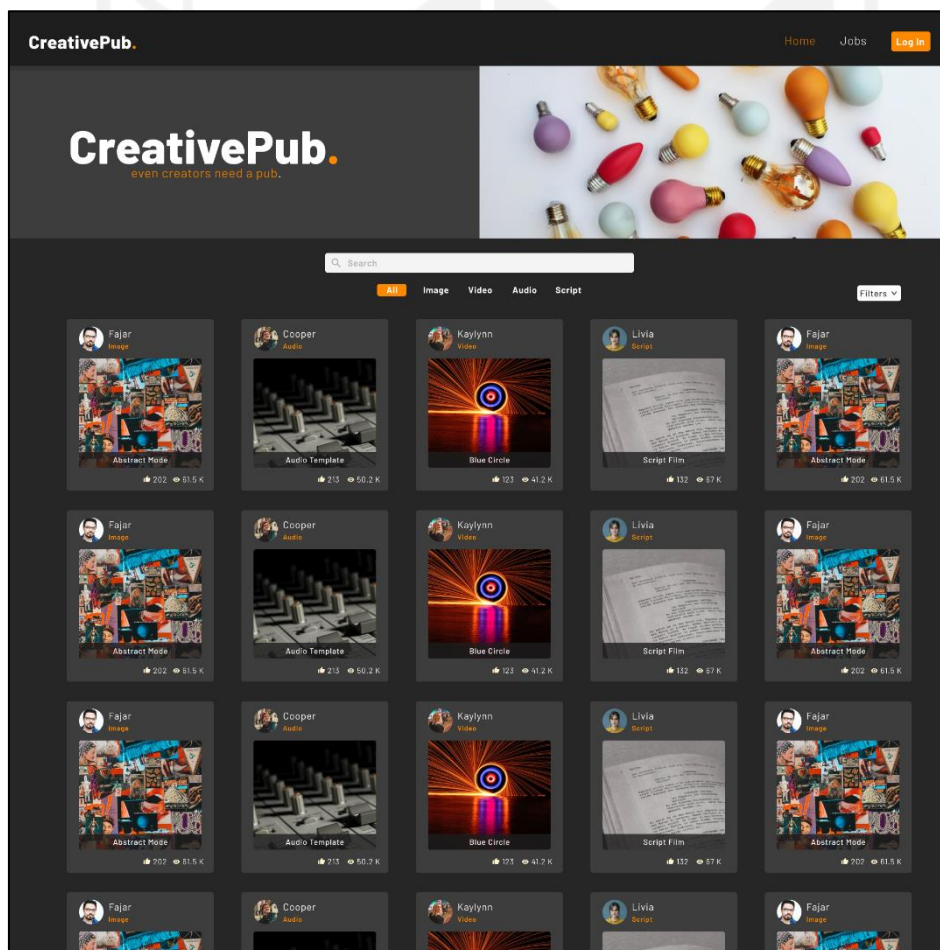 CreativePub.
Home Jobs Log In
CreativePub.
even creators need a pub.
Search
All Image Video Audio Script
Filters
Fajar
Image
Abstract Mode
202 61.5 K
Cooper
Audio
Audio Template
213 50.2 K
Kaylynn
Video
Blue Circle
123 41.2 K
Livia
Script
Script Film
132 67 K
Fajar
Image
Abstract Mode
202 61.5 K
Fajar
Image
Abstract Mode
202 61.5 K
Cooper
Audio
Audio Template
213 50.2 K
Kaylynn
Video
Blue Circle
123 41.2 K
Livia
Script
Script Film
132 67 K
Fajar
Image
Abstract Mode
202 61.5 K
Fajar
Image
Abstract Mode
202 61.5 K
Cooper
Audio
Audio Template
213 50.2 K
Kaylynn
Video
Blue Circle
123 41.2 K
Livia
Script
Script Film
132 67 K
Fajar
Image
Abstract Mode
202 61.5 K
Fajar
Image
Cooper
Audio
Kaylynn
Video
Livia
Script
Fajar
Image